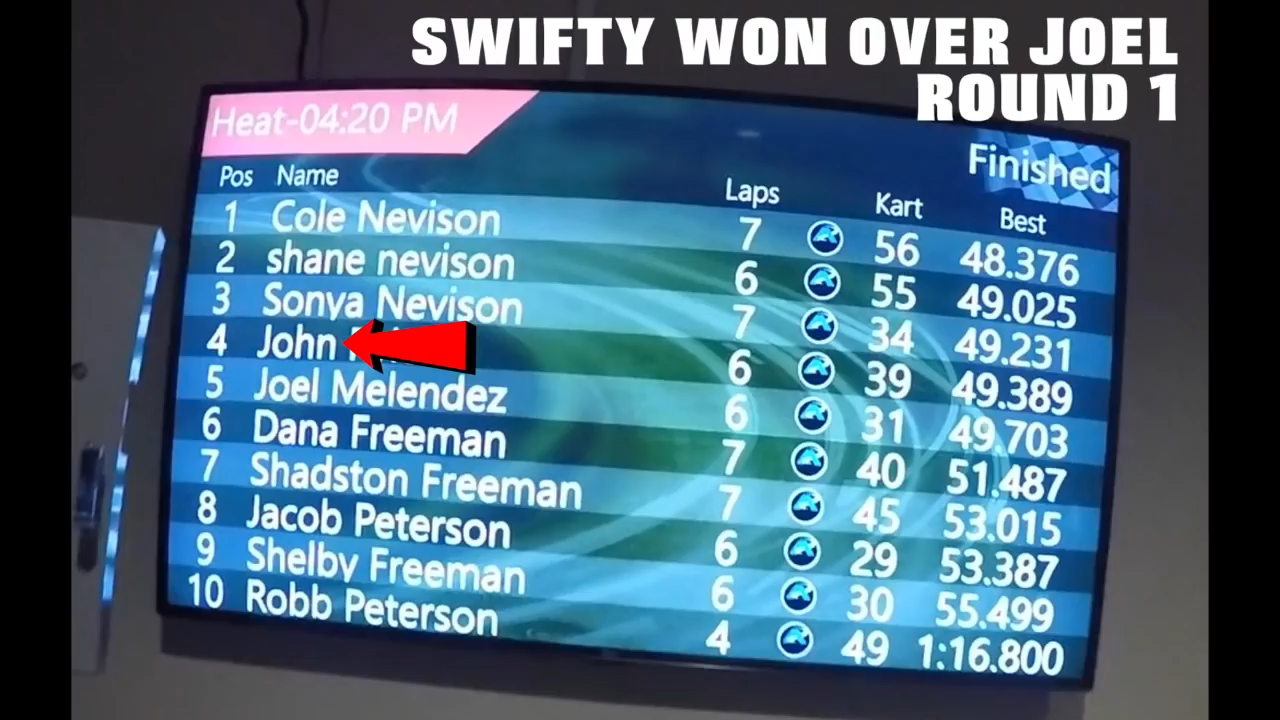 SWIFTY WON OVER JOEL
ROUND 1
Heat-04:20 PM
Finished
Pos Name Laps Kart Best
1 Cole Nevison 7 56 48.376
2 shane nevison 6 55 49.025
3 Sonya Nevison 7 34 49.231
4 John 6 39 49.389
5 Joel Melendez 6 31 49.703
6 Dana Freeman 7 40 51.487
7 Shadston Freeman 7 45 53.015
8 Jacob Peterson 6 29 53.387
9 Shelby Freeman 6 30 55.499
10 Robb Peterson 4 49 1:16.800